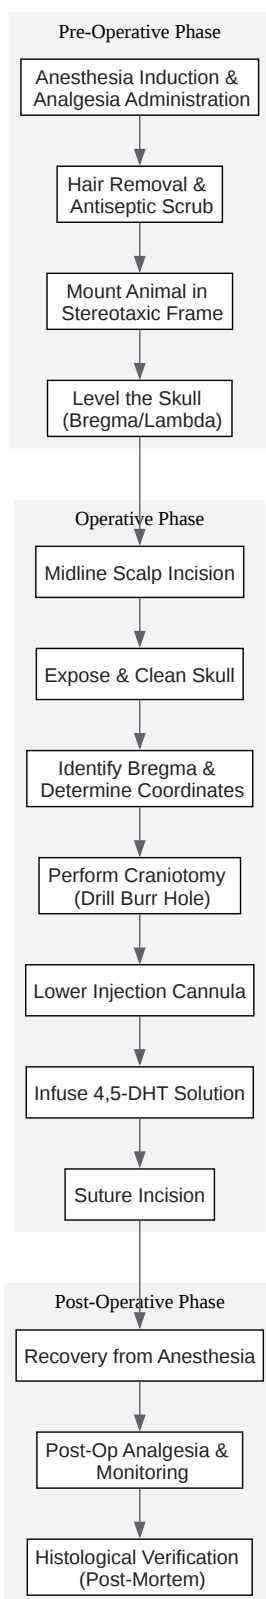 Pre-Operative Phase
Anesthesia Induction &
Analgesia Administration
Hair Removal &
Antiseptic Scrub
Mount Animal in
Stereotaxic Frame
Level the Skull
(Bregma/Lambda)
Operative Phase
Midline Scalp Incision
Expose & Clean Skull
Identify Bregma &
Determine Coordinates
Perform Craniotomy
(Drill Burr Hole)
Lower Injection Cannula
Infuse 4,5-DHT Solution
Suture Incision
Post-Operative Phase
Recovery from Anesthesia
Post-Op Analgesia &
Monitoring
Histological Verification
(Post-Mortem)